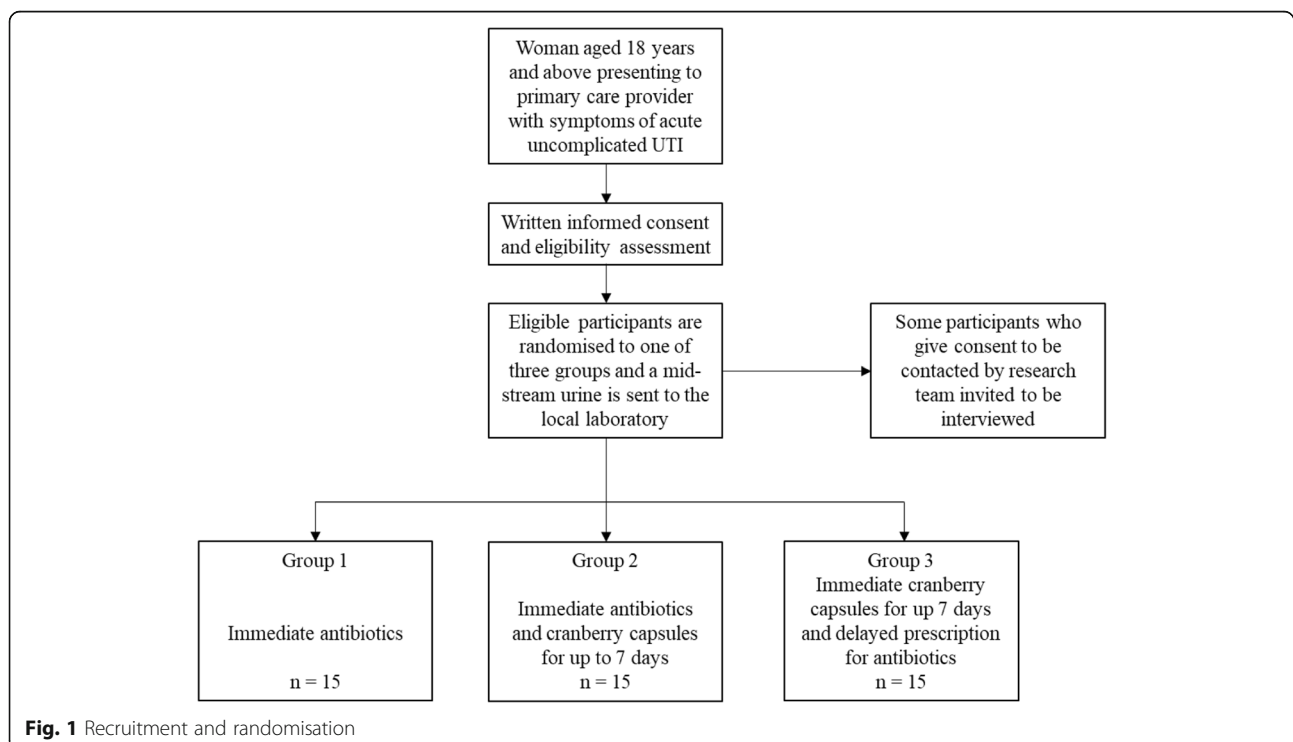 Woman aged 18 years
and above presenting to
primary care provider
with symptoms of acute
uncomplicated UTI
Written informed consent
and eligibility assessment
Eligible participants are
randomised to one of
three groups and a mid-
stream urine is sent to the
local laboratory
Some participants who
give consent to be
contacted by research
team invited to be
interviewed
Group 1
Immediate antibiotics
n = 15
Group 2
Immediate antibiotics
and cranberry capsules
for up to 7 days
n = 15
Group 3
Immediate cranberry
capsules for up 7 days
and delayed prescription
for antibiotics
n = 15
Fig. 1 Recruitment and randomisation